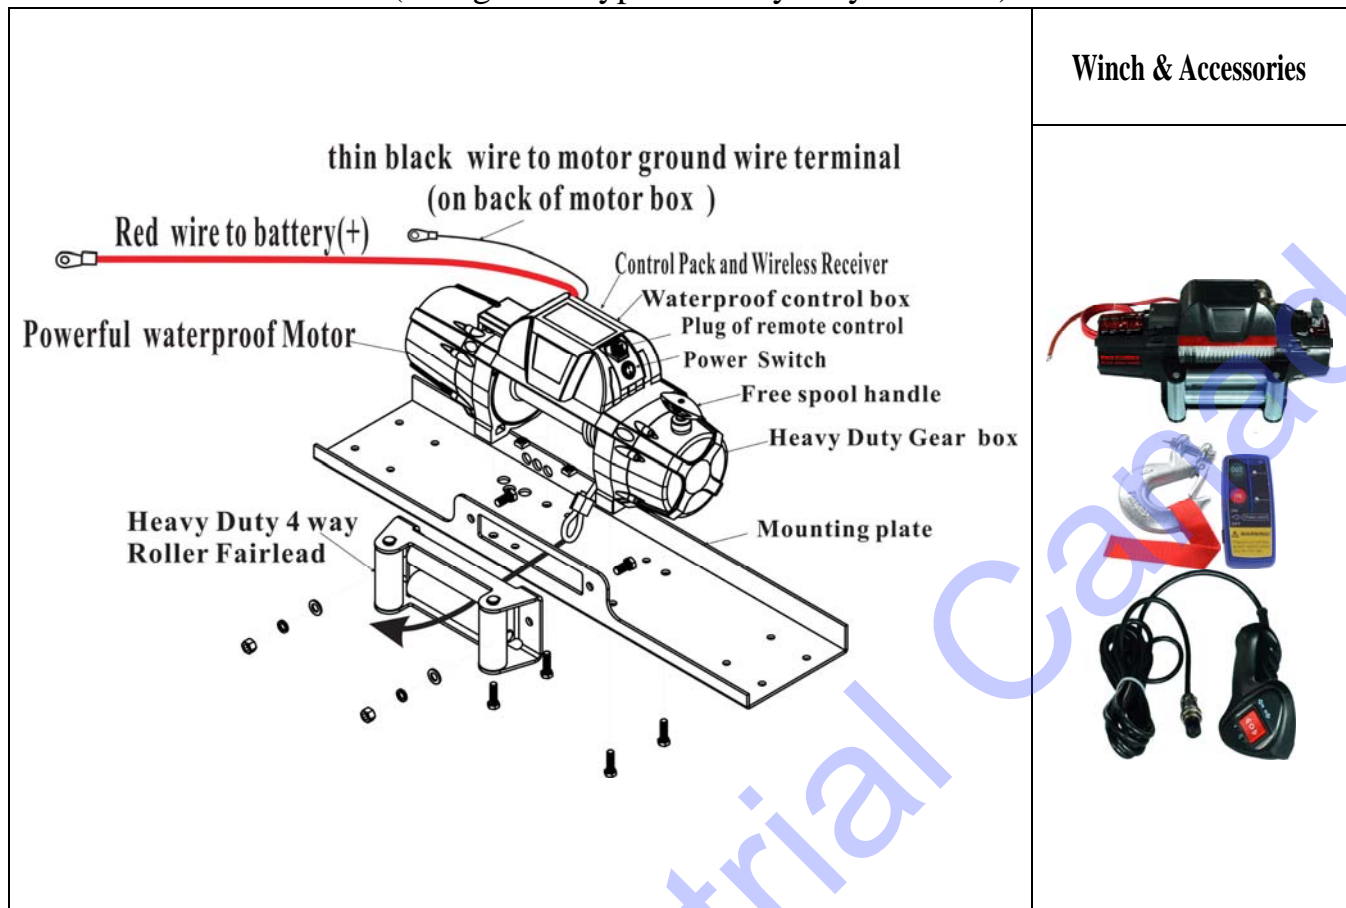 Winch & Accessories
thin black wire to motor ground wire terminal
(on back of motor box )
Red wire to battery(+)
Control Pack and Wireless Receiver
Waterproof control box
Plug of remote control
Powerful waterproof Motor
Power Switch
Free spool handle
Heavy Duty Gear box
Heavy Duty 4 way
Roller Fairlead
Mounting plate
trial Canad